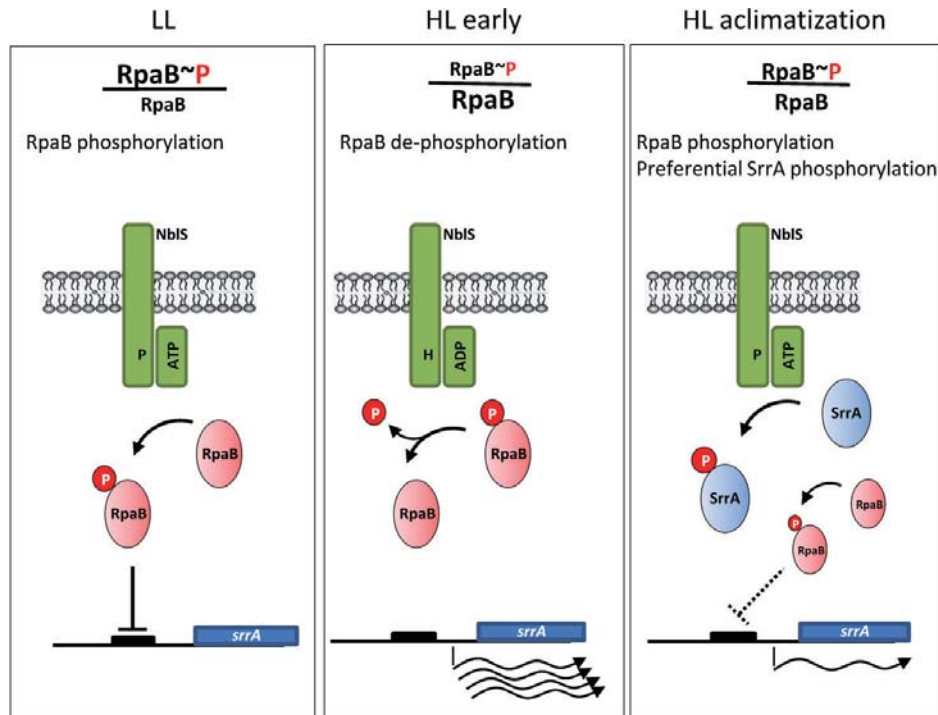 LL
RpaB~P
RpaB
RpaB phosphorylation
NblS
P
ATP
RpaB
P
RpaB
srrA
HL early
RpaB~P
RpaB
RpaB de-phosphorylation
NblS
H
ADP
P
P
RpaB
RpaB
srrA
HL aclimatization
RpaB~P
RpaB
RpaB phosphorylation
Preferential SrrA phosphorylation
NblS
P
ATP
SrrA
P
SrrA
RpaB
P
RpaB
srrA